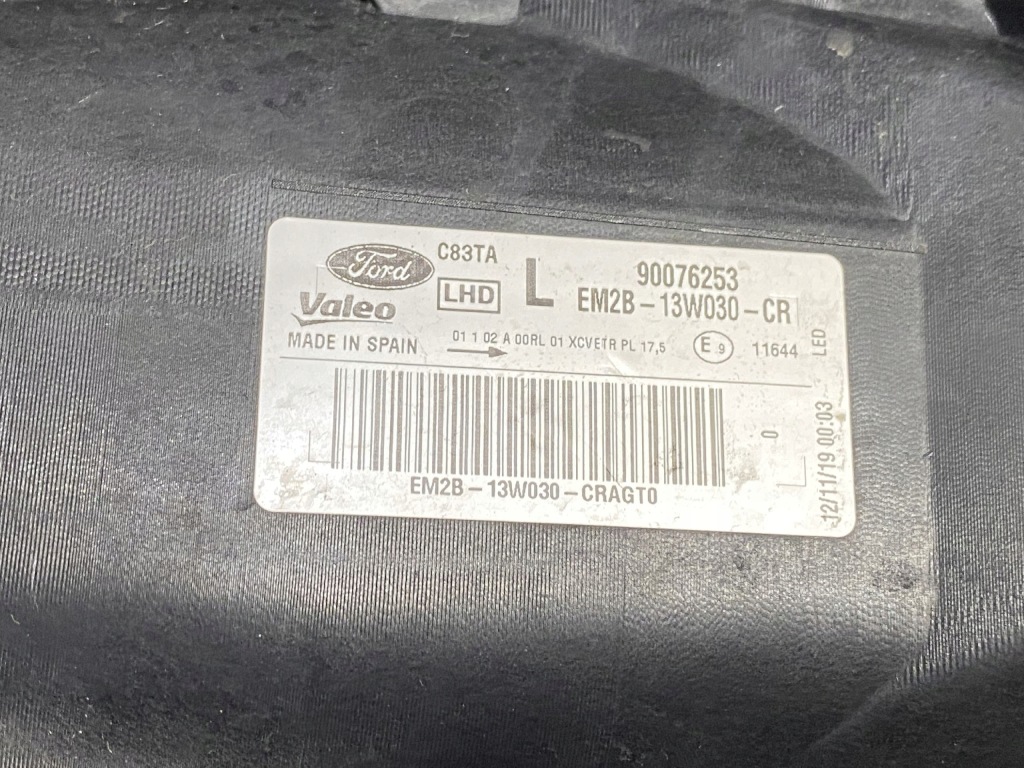 Ford C83TA L 90076253
Valeo LHD EM2B-13W030-CR
MADE IN SPAIN 01 1 02 A 00RL 01 XCVETR PL 17,5 E9 11644 LED
EM2B-13W030-CRAGT0
0
12/11/19 00:03